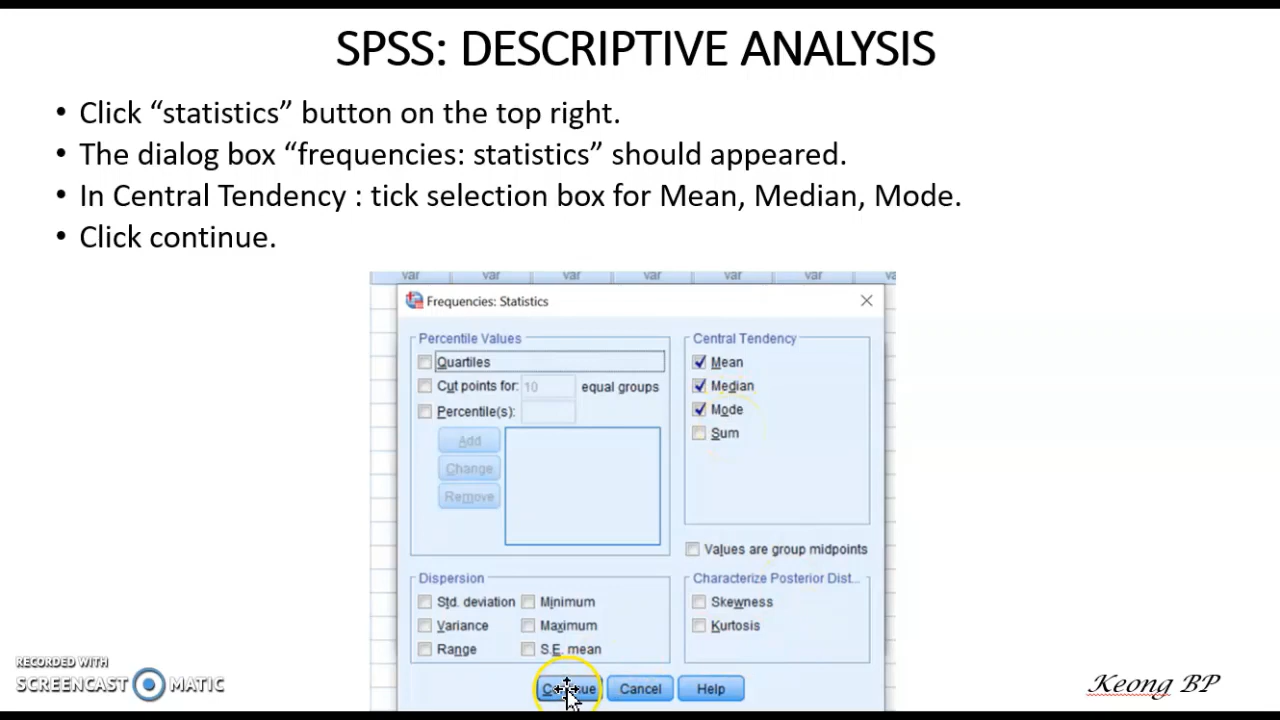 SPSS: DESCRIPTIVE ANALYSIS
• Click “statistics” button on the top right.
• The dialog box “frequencies: statistics” should appeared.
• In Central Tendency : tick selection box for Mean, Median, Mode.
• Click continue.
var var var var var var
Frequencies: Statistics
Percentile Values
Quartiles
Cut points for: 10 equal groups
Percentile(s):
Add
Change
Remove
Central Tendency
Mean
Median
Mode
Sum
Values are group midpoints
Dispersion
Std. deviation Minimum
Variance Maximum
Range S.E. mean
Characterize Posterior Dist...
Skewness
Kurtosis
Cancel Help
RECORDED WITH
SCREENCAST MATIC
Keong BP